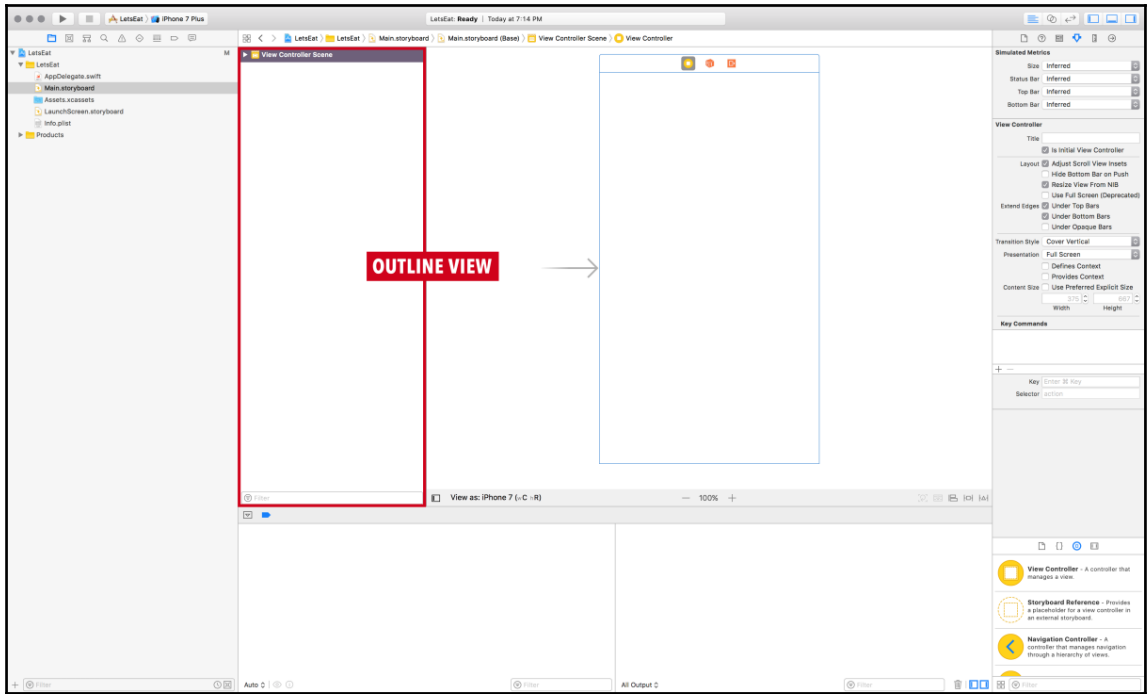 LetsEat
iPhone 7 Plus
LetsEat: Ready | Today at 7:14 PM
LetsEat
M
LetsEat
AppDelegate.swift
Main.storyboard
Assets.xcassets
LaunchScreen.storyboard
Info.plist
Products
Filter
LetsEat
LetsEat
Main.storyboard
Main.storyboard (Base)
View Controller Scene
View Controller
View Controller Scene
OUTLINE VIEW
Filter
View as: iPhone 7 (wC hR)
100%
Auto
Filter
All Output
Filter
Simulated Metrics
Size Inferred
Status Bar Inferred
Top Bar Inferred
Bottom Bar Inferred
View Controller
Title
Is Initial View Controller
Layout Adjust Scroll View Insets
Hide Bottom Bar on Push
Resize View From NIB
Use Full Screen (Deprecated)
Extend Edges Under Top Bars
Under Bottom Bars
Under Opaque Bars
Transition Style Cover Vertical
Presentation Full Screen
Defines Context
Provides Context
Content Size Use Preferred Explicit Size
375 667
Width Height
Key Commands
Key Enter ⌘ Key
Selector action
View Controller - A controller that
manages a view.
Storyboard Reference - Provides
a placeholder for a view controller in
an external storyboard.
Navigation Controller - A
controller that manages navigation
through a hierarchy of views.
Filter